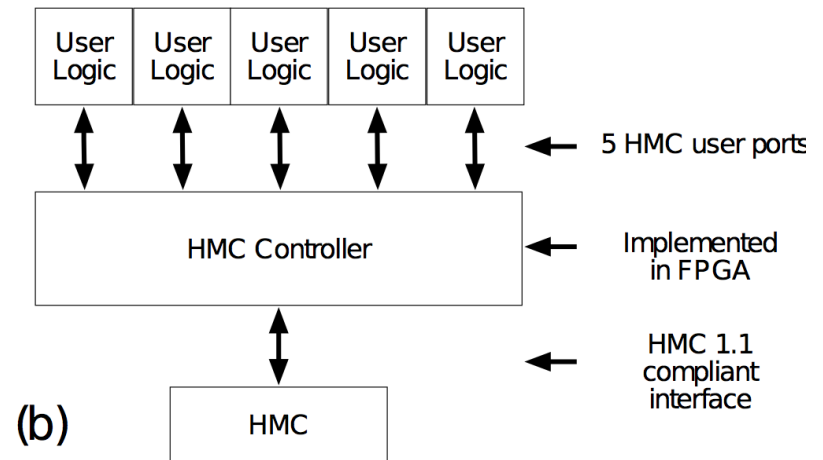 User User User User User
Logic Logic Logic Logic Logic
5 HMC user ports
HMC Controller
Implemented
in FPGA
HMC 1.1
compliant
interface
(b)
HMC